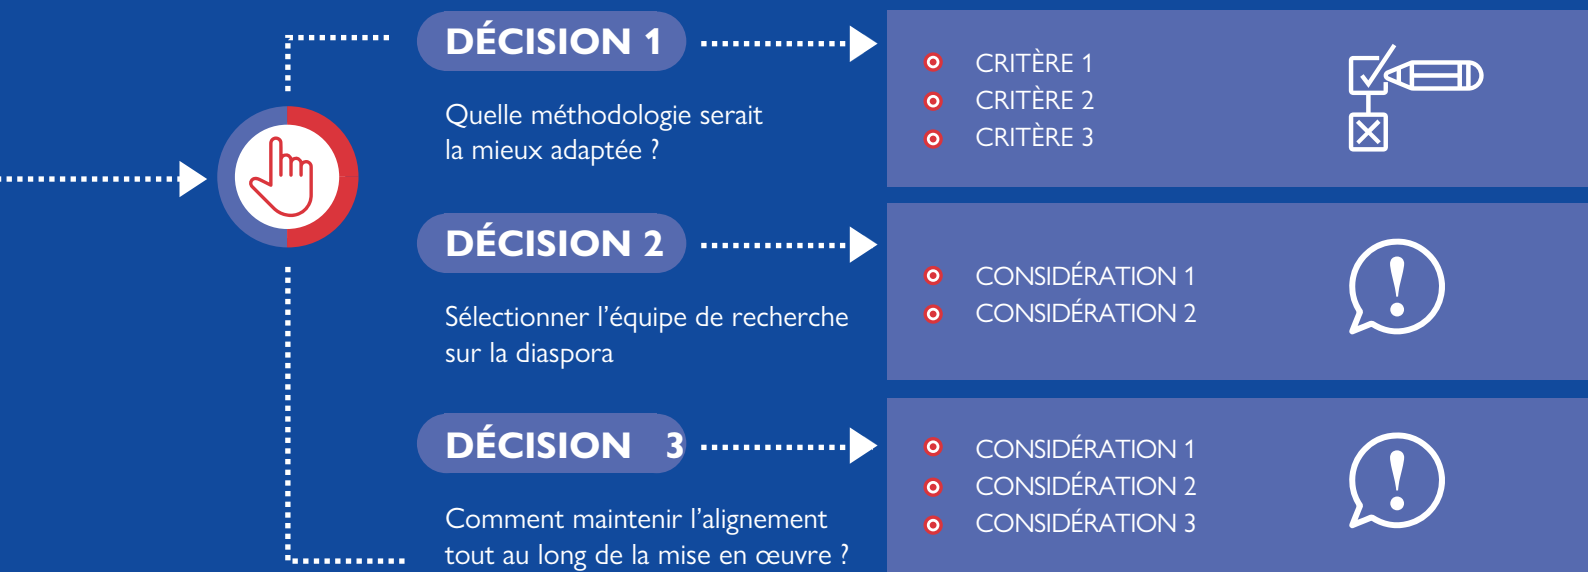 DÉCISION 1
Quelle méthodologie serait
la mieux adaptée ?
CRITÈRE 1
CRITÈRE 2
CRITÈRE 3
DÉCISION 2
Sélectionner l’équipe de recherche
sur la diaspora
CONSIDÉRATION 1
CONSIDÉRATION 2
DÉCISION 3
Comment maintenir l’alignement
tout au long de la mise en œuvre ?
CONSIDÉRATION 1
CONSIDÉRATION 2
CONSIDÉRATION 3